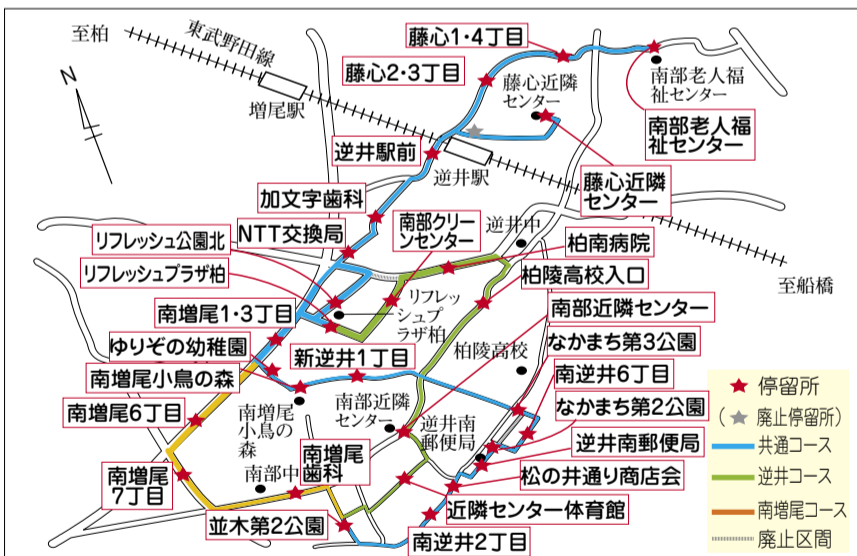 至柏
東武野田線
増尾駅
N
藤心1・4丁目
藤心2・3丁目
藤心近隣
センター
南部老人福
祉センター
南部老人福
祉センター
逆井駅前
逆井駅
藤心近隣
センター
加文字歯科
リフレッシュ公園北
NTT交換局
南部クリー
ンセンター
逆井中
柏南病院
リフレッシュプラザ柏
柏陵高校入口
至船橋
リフレッ
シュプ
ラザ柏
南増尾1・3丁目
南部近隣センター
ゆりぞの幼稚園
新逆井1丁目
柏陵高校
なかまち第3公園
南増尾小鳥の森
南逆井6丁目
南増尾6丁目
南増尾
小鳥の
森
南部近隣
センター
逆井南
郵便局
なかまち第2公園
逆井南郵便局
南増尾
7丁目
南部中
南増尾
歯科
松の井通り商店会
並木第2公園
近隣センター体育館
南逆井2丁目
停留所
(廃止停留所)
共通コース
逆井コース
南増尾コース
廃止区間